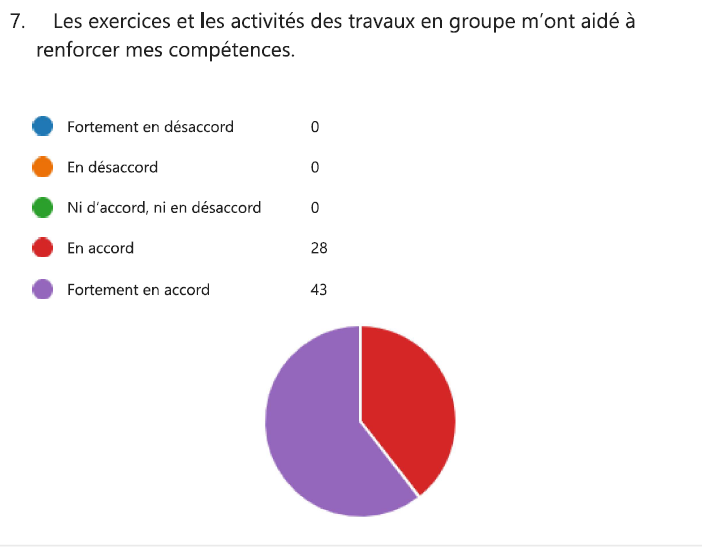 7. Les exercices et les activités des travaux en groupe m’ont aidé à
renforcer mes compétences.
Fortement en désaccord 0
En désaccord 0
Ni d’accord, ni en désaccord 0
En accord 28
Fortement en accord 43